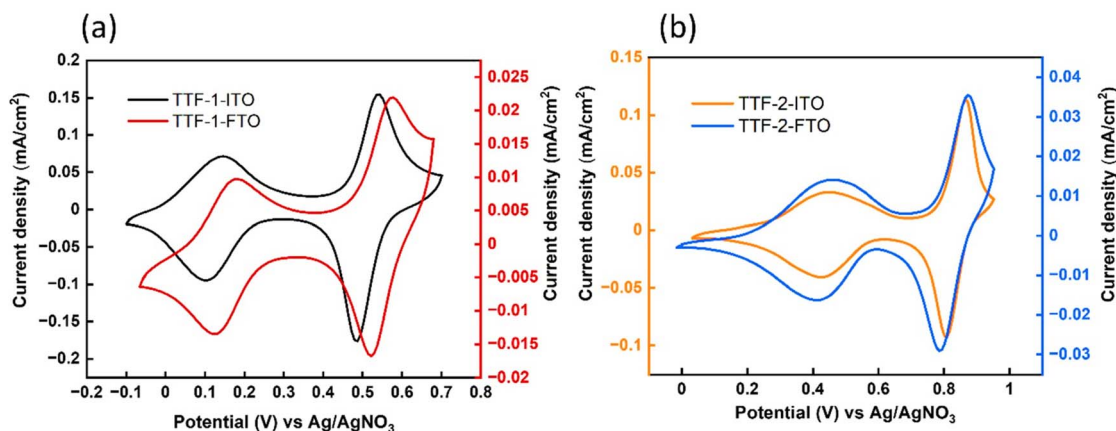 (a)
(b)
TTF-1-ITO
TTF-1-FTO
Current density (mA/cm²)
0.2
0.15
0.1
0.05
0
−0.05
−0.1
−0.15
−0.2
0.025
0.020
0.015
0.010
0.005
0
−0.005
−0.01
−0.015
−0.02
Current density (mA/cm²)
−0.2 −0.1 0 0.1 0.2 0.3 0.4 0.5 0.6 0.7 0.8
Potential (V) vs Ag/AgNO₃
TTF-2-ITO
TTF-2-FTO
Current density (mA/cm²)
0.15
0.10
0.05
0
−0.05
−0.1
0.04
0.03
0.02
0.01
0
−0.01
−0.02
−0.03
Current density (mA/cm²)
0 0.2 0.4 0.6 0.8 1
Potential (V) vs Ag/AgNO₃